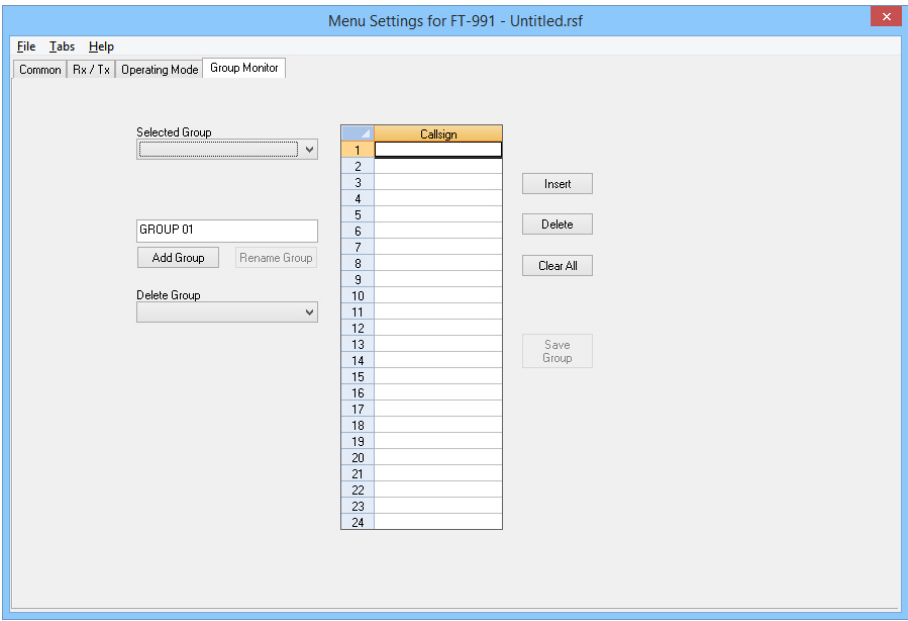 Menu Settings for FT-991 - Untitled.rsf
File Tabs Help
Common Rx / Tx Operating Mode Group Monitor
Selected Group
GROUP 01
Add Group Rename Group
Delete Group
Callsign
1
2
3
4
5
6
7
8
9
10
11
12
13
14
15
16
17
18
19
20
21
22
23
24
Insert
Delete
Clear All
Save
Group